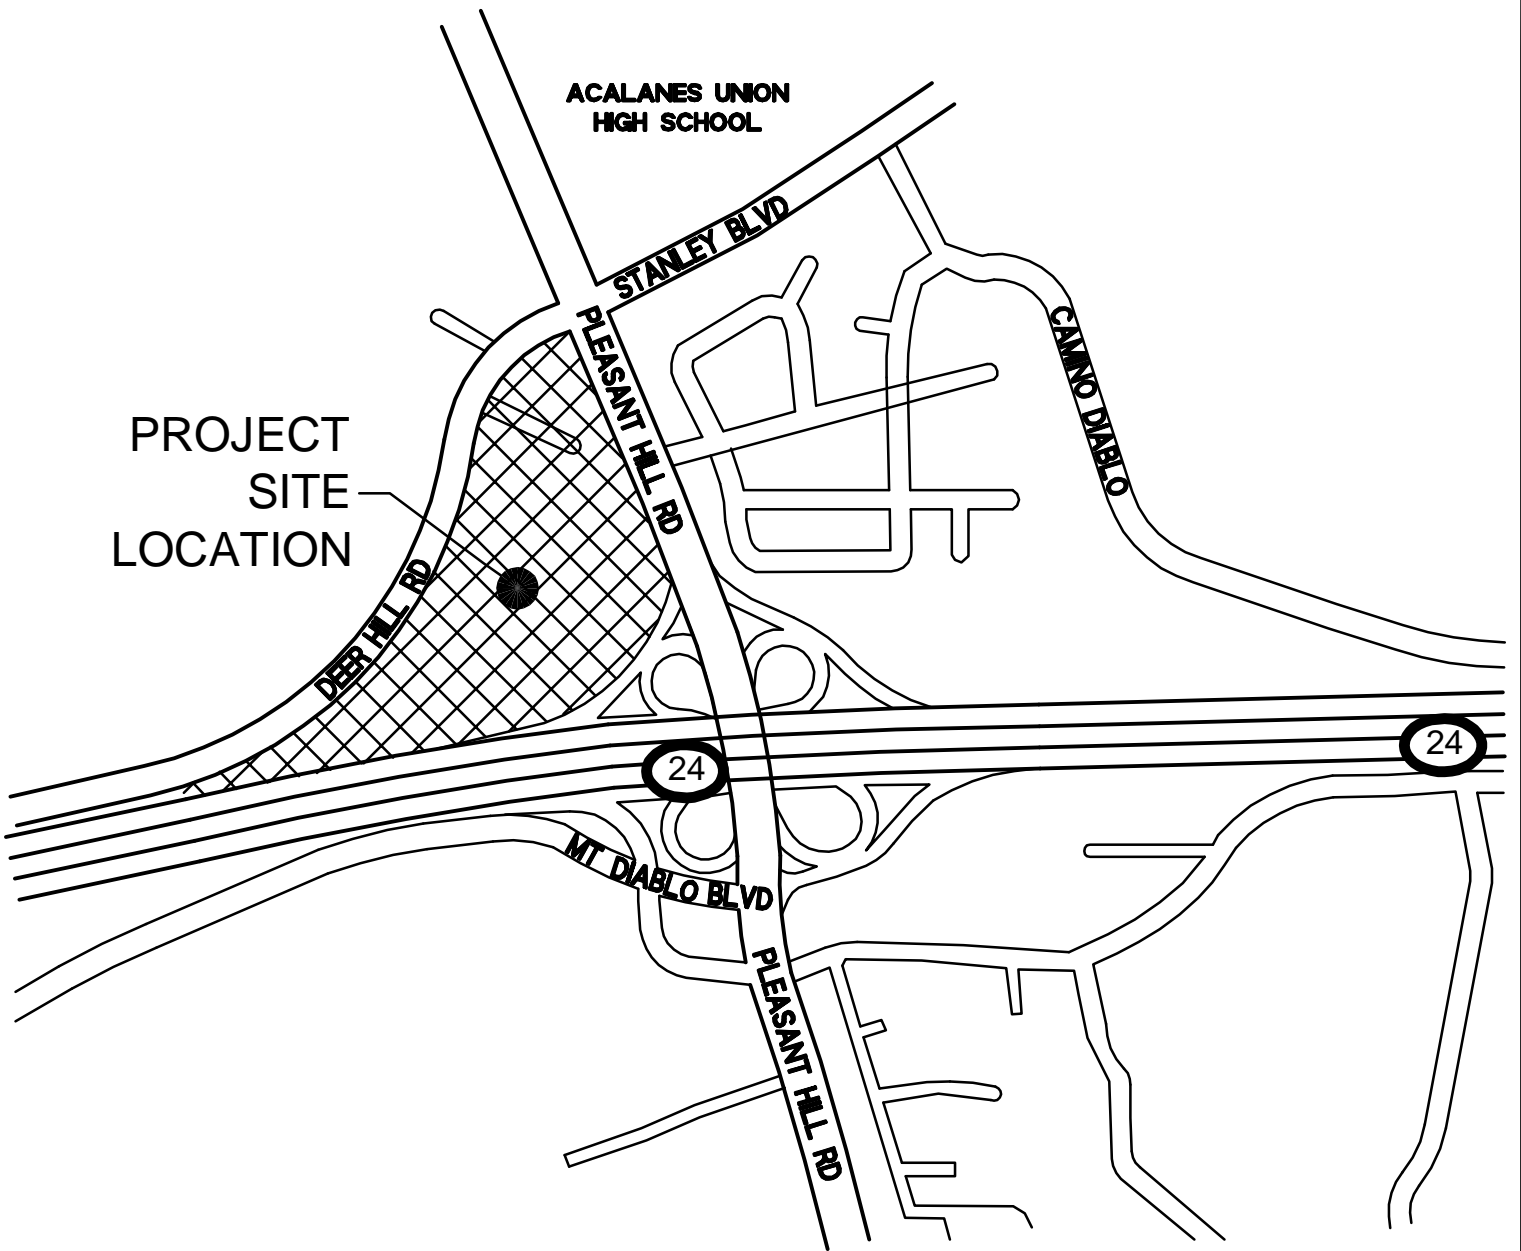 ACALANES UNION
HIGH SCHOOL
STANLEY BLVD
PLEASANT HILL RD
CAMINO DIABLO
PROJECT
SITE
LOCATION
DEER HILL RD
24
24
MT DIABLO BLVD
PLEASANT HILL RD